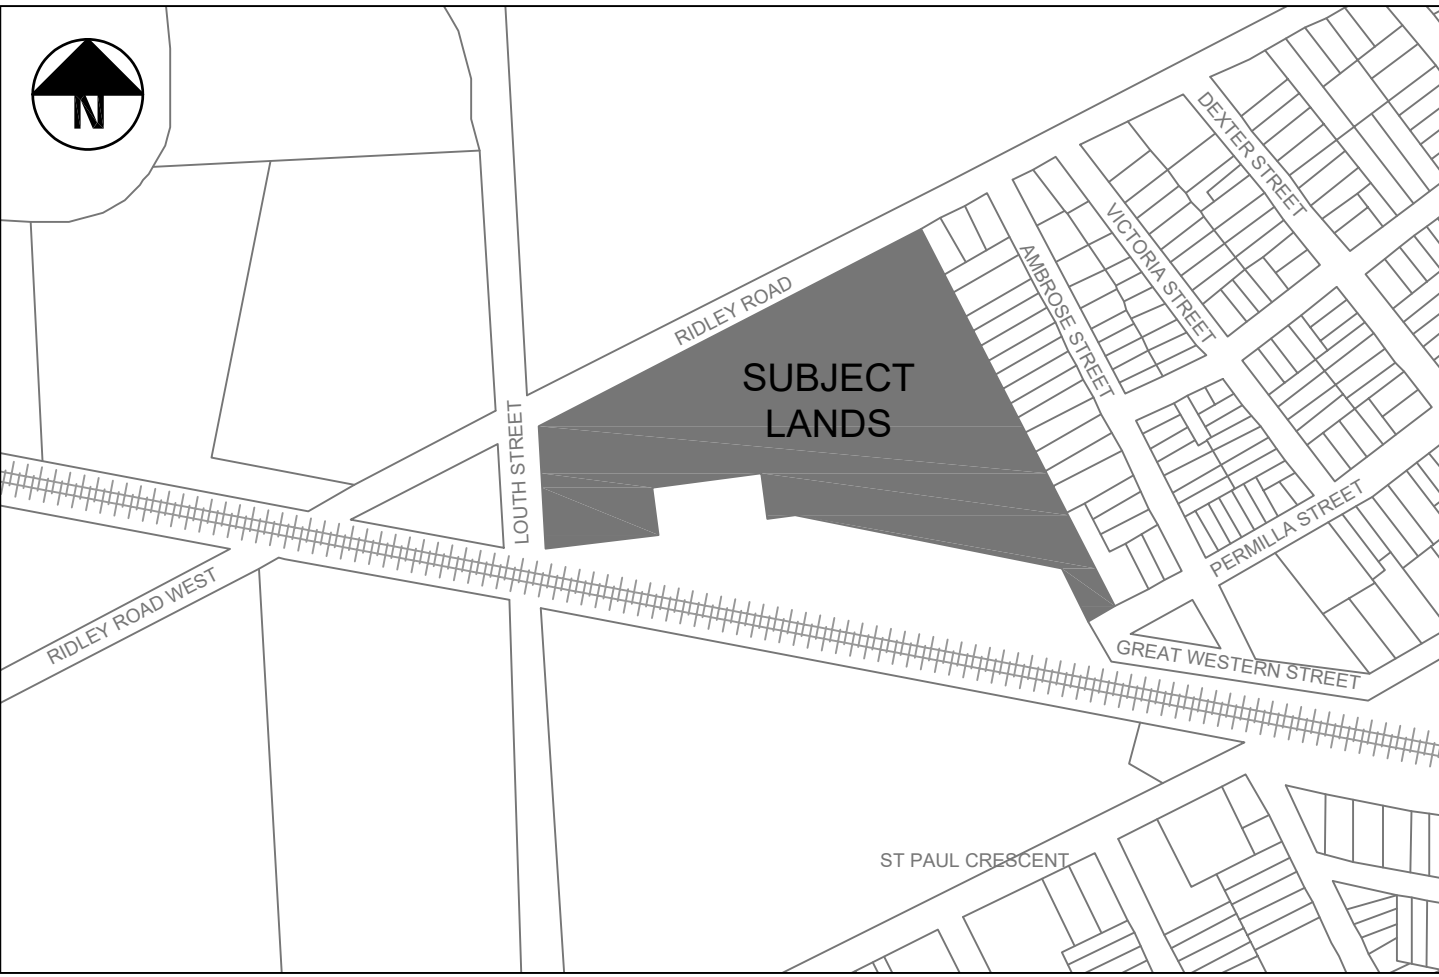 N
DEXTER STREET
VICTORIA STREET
AMBROSE STREET
RIDLEY ROAD
SUBJECT
LANDS
LOUTH STREET
PERMILLA STREET
RIDLEY ROAD WEST
GREAT WESTERN STREET
ST PAUL CRESCENT